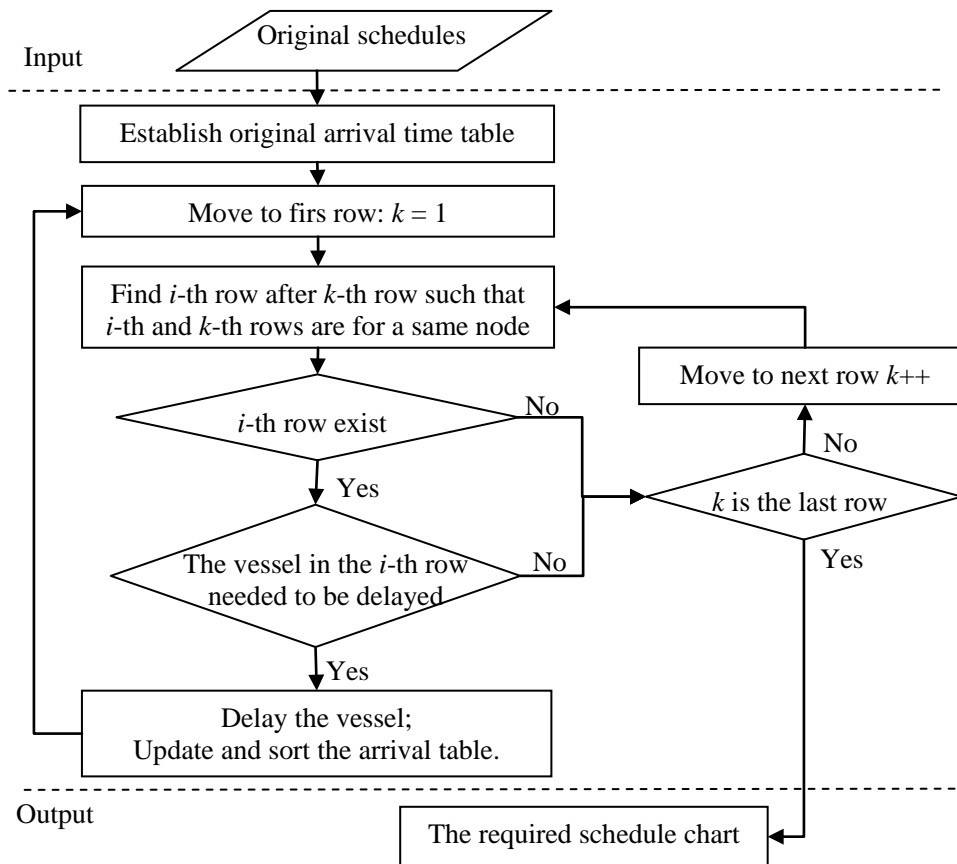 Original schedules
Input
Establish original arrival time table
Move to firs row: k = 1
Find i-th row after k-th row such that
i-th and k-th rows are for a same node
Move to next row k++
i-th row exist
No
No
Yes
k is the last row
The vessel in the i-th row
needed to be delayed
No
Yes
Yes
Delay the vessel;
Update and sort the arrival table.
Output
The required schedule chart